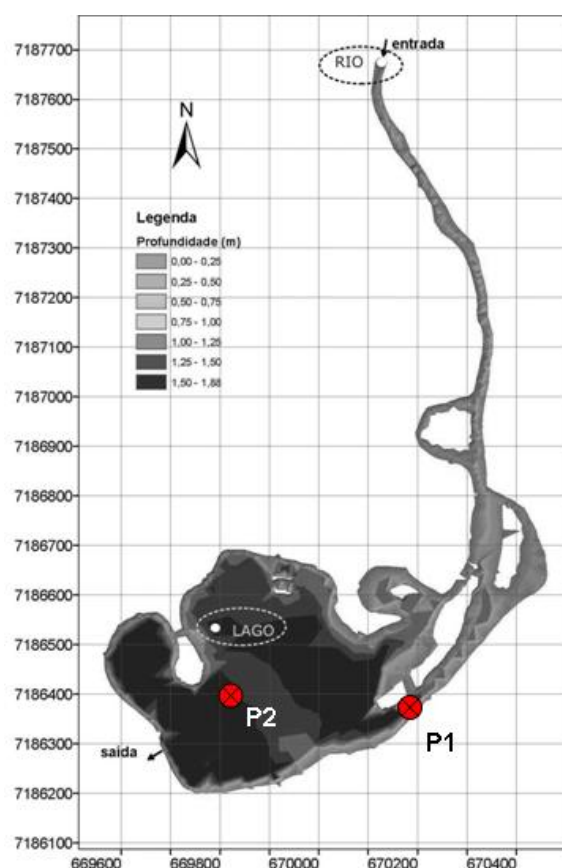 7187700
7187600
7187500
7187400
7187300
7187200
7187100
7187000
7186900
7186800
7186700
7186600
7186500
7186400
7186300
7186200
7186100
entrada
RIO
N
Legenda
Profundidade (m)
0,00 - 0,25
0,25 - 0,50
0,50 - 0,75
0,75 - 1,00
1,00 - 1,25
1,25 - 1,50
1,50 - 1,88
LAGO
P2
P1
saída
669600 669800 670000 670200 670400